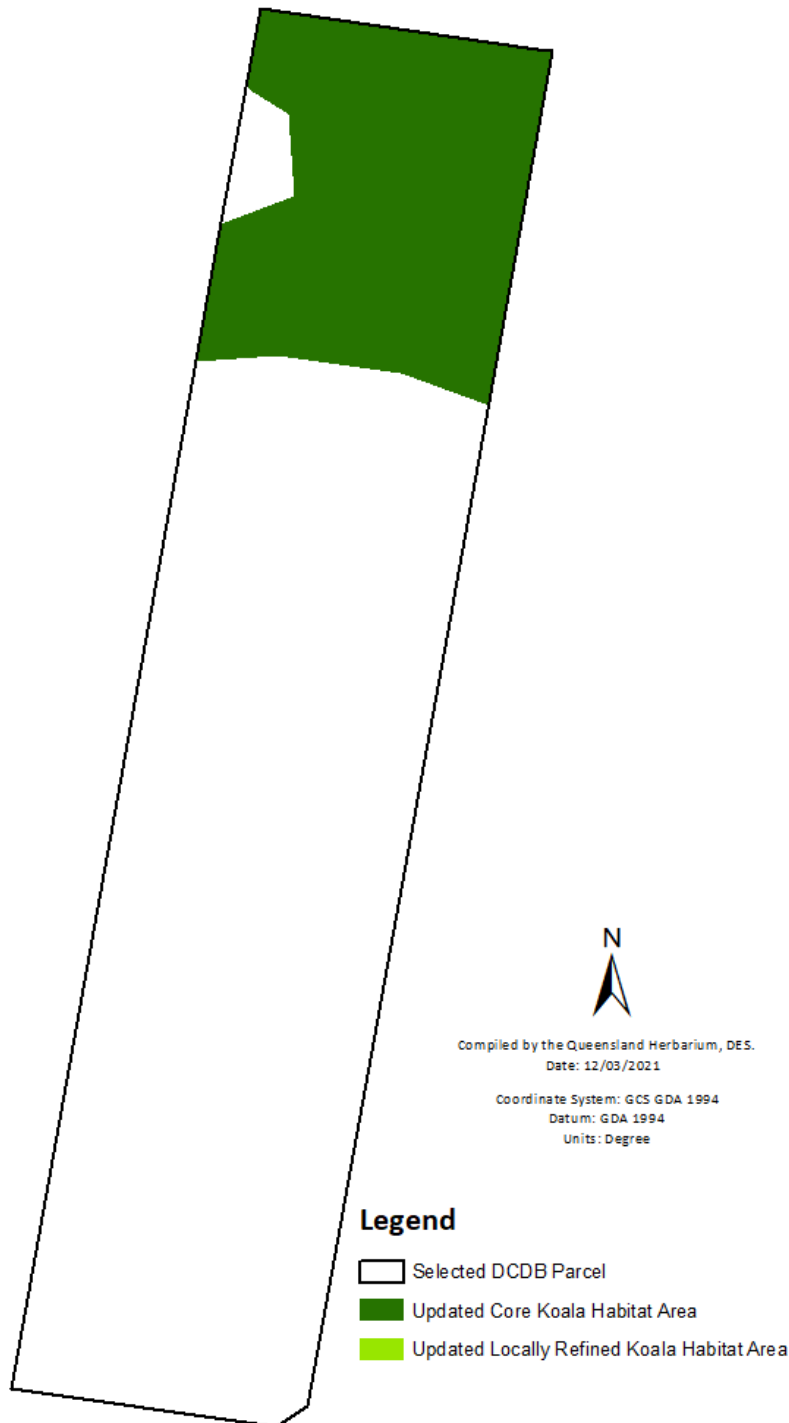 N
Compiled by the Queensland Herbarium, DES.
Date: 12/03/2021
Coordinate System: GCS GDA 1994
Datum: GDA 1994
Units: Degree
Legend
Selected DCDB Parcel
Updated Core Koala Habitat Area
Updated Locally Refined Koala Habitat Area